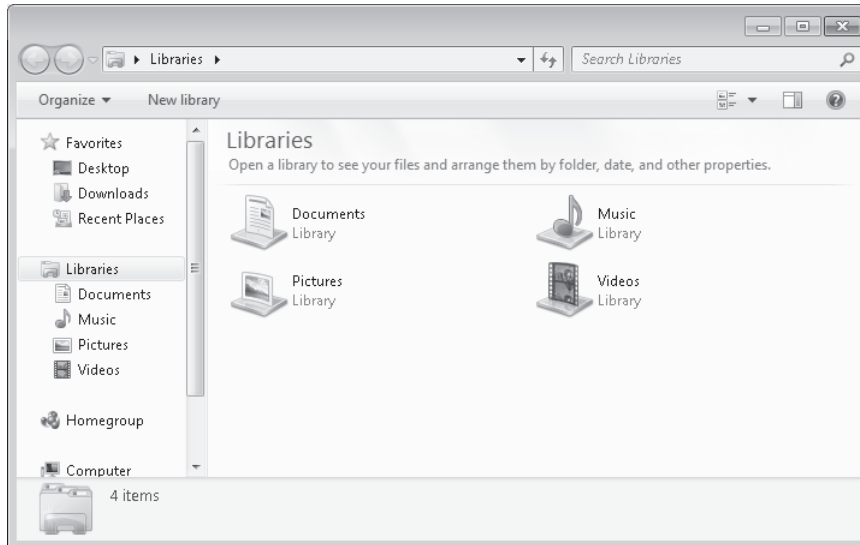 Libraries
Search Libraries
Organize New library
Favorites
Desktop
Downloads
Recent Places
Libraries
Documents
Music
Pictures
Videos
Homegroup
Computer
Libraries
Open a library to see your files and arrange them by folder, date, and other properties.
Documents
Library
Music
Library
Pictures
Library
Videos
Library
4 items